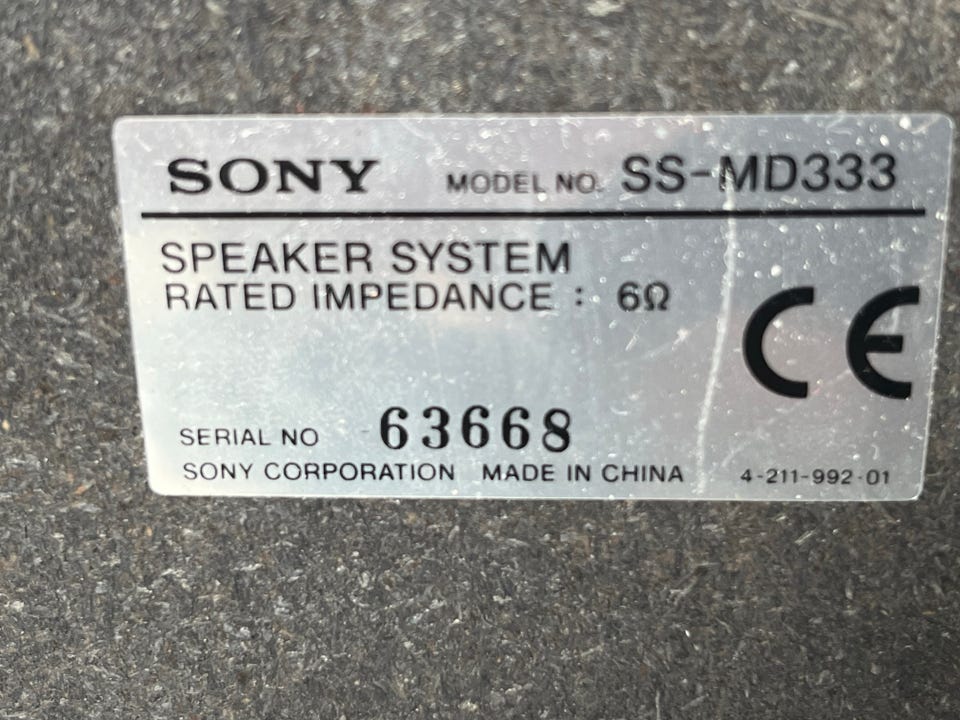 SONY MODEL NO. SS-MD333
SPEAKER SYSTEM
RATED IMPEDANCE : 6Ω
CE
SERIAL NO 63668
SONY CORPORATION MADE IN CHINA 4-211-992-01